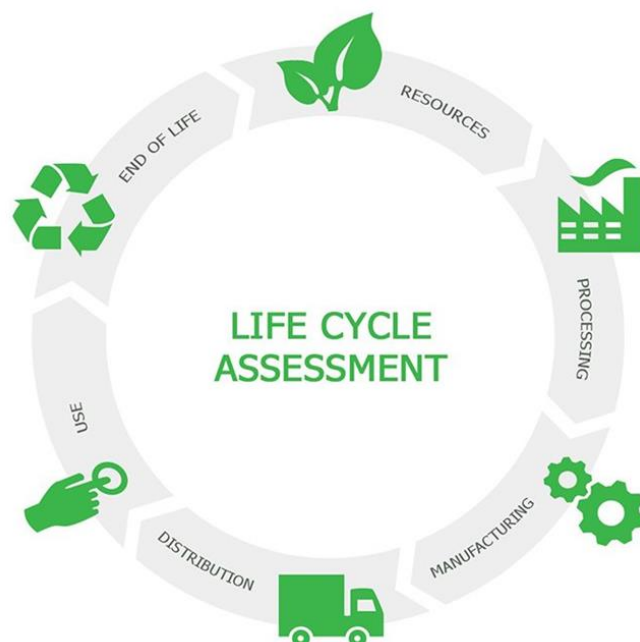 LIFE CYCLE
ASSESSMENT
RESOURCES
PROCESSING
MANUFACTURING
DISTRIBUTION
USE
END OF LIFE